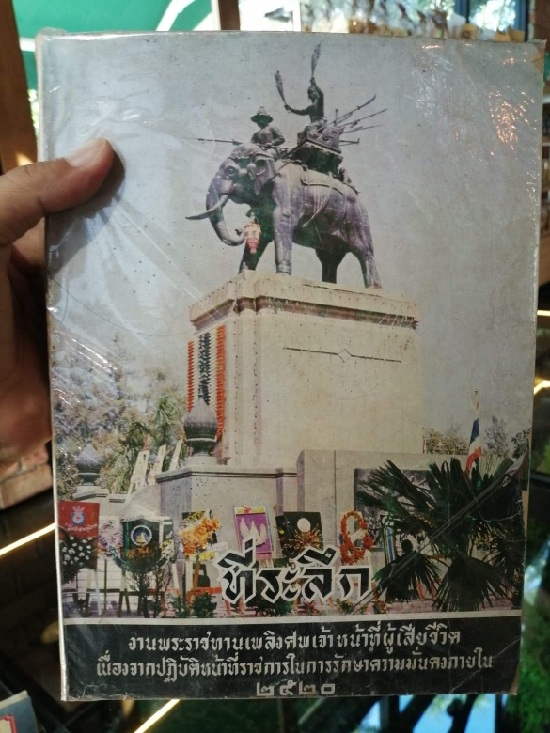 ที่ระลึก
งานพระราชทานเพลิงศพเจ้าหน้าที่ผู้เสียชีวิต
เนื่องจากปฏิบัติหน้าที่ราชการในการรักษาความมั่นคงภายใน
๒๕๒๐